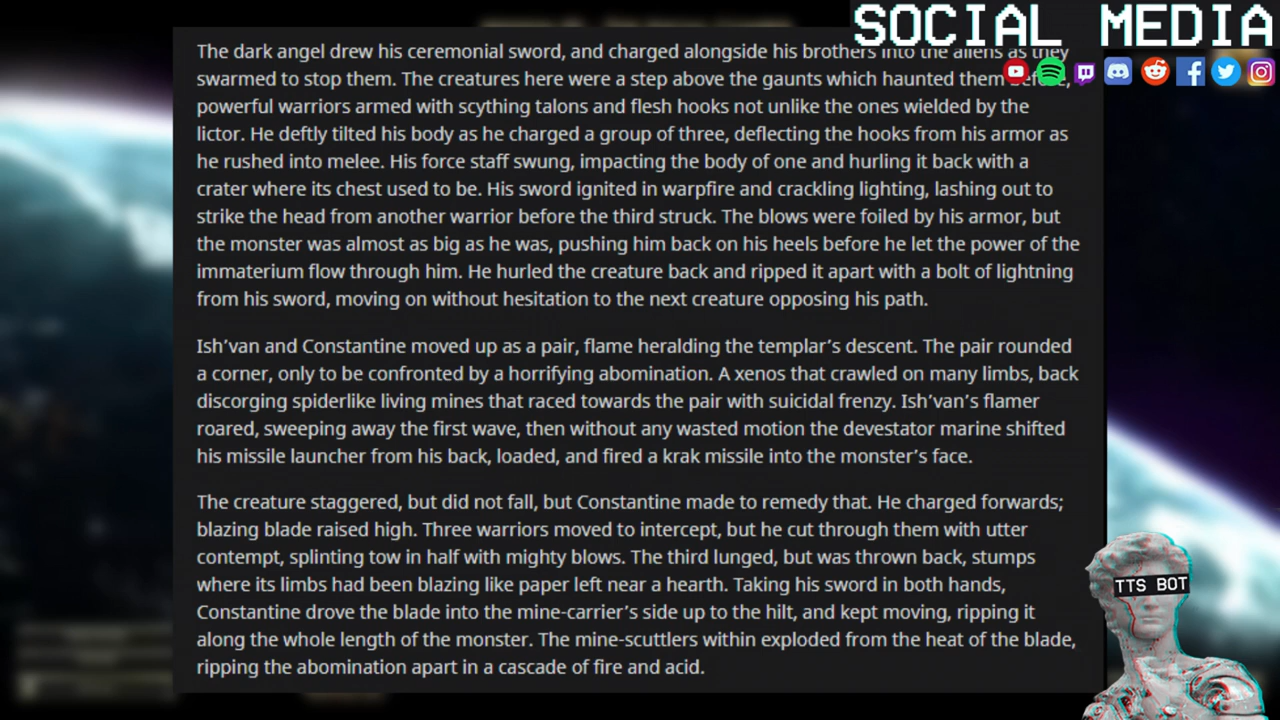 SOCIAL MEDIA
The dark angel drew his ceremonial sword, and charged alongside his brothers into the aliens as they
swarmed to stop them. The creatures here were a step above the gaunts which haunted them before,
powerful warriors armed with scything talons and flesh hooks not unlike the ones wielded by the
lictor. He deftly tilted his body as he charged a group of three, deflecting the hooks from his armor as
he rushed into melee. His force staff swung, impacting the body of one and hurling it back with a
crater where its chest used to be. His sword ignited in warpfire and crackling lighting, lashing out to
strike the head from another warrior before the third struck. The blows were foiled by his armor, but
the monster was almost as big as he was, pushing him back on his heels before he let the power of the
immaterium flow through him. He hurled the creature back and ripped it apart with a bolt of lightning
from his sword, moving on without hesitation to the next creature opposing his path.
Ish’van and Constantine moved up as a pair, flame heralding the templar’s descent. The pair rounded
a corner, only to be confronted by a horrifying abomination. A xenos that crawled on many limbs, back
discorging spiderlike living mines that raced towards the pair with suicidal frenzy. Ish’van’s flamer
roared, sweeping away the first wave, then without any wasted motion the devestator marine shifted
his missile launcher from his back, loaded, and fired a krak missile into the monster’s face.
The creature staggered, but did not fall, but Constantine made to remedy that. He charged forwards;
blazing blade raised high. Three warriors moved to intercept, but he cut through them with utter
contempt, splinting tow in half with mighty blows. The third lunged, but was thrown back, stumps
where its limbs had been blazing like paper left near a hearth. Taking his sword in both hands,
Constantine drove the blade into the mine-carrier’s side up to the hilt, and kept moving, ripping it
along the whole length of the monster. The mine-scuttlers within exploded from the heat of the blade,
ripping the abomination apart in a cascade of fire and acid.
TTS BOT